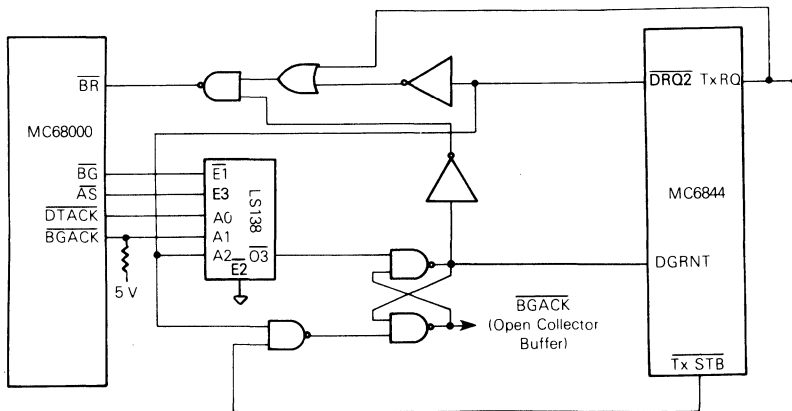 BR
MC68000
BG
AS
DTACK
BGACK
5 V
LS138
E1
E3
A0
A1
A2
O3
E2
BGACK
(Open Collector
Buffer)
DRQ2
TxRQ
MC6844
DGRNT
Tx STB